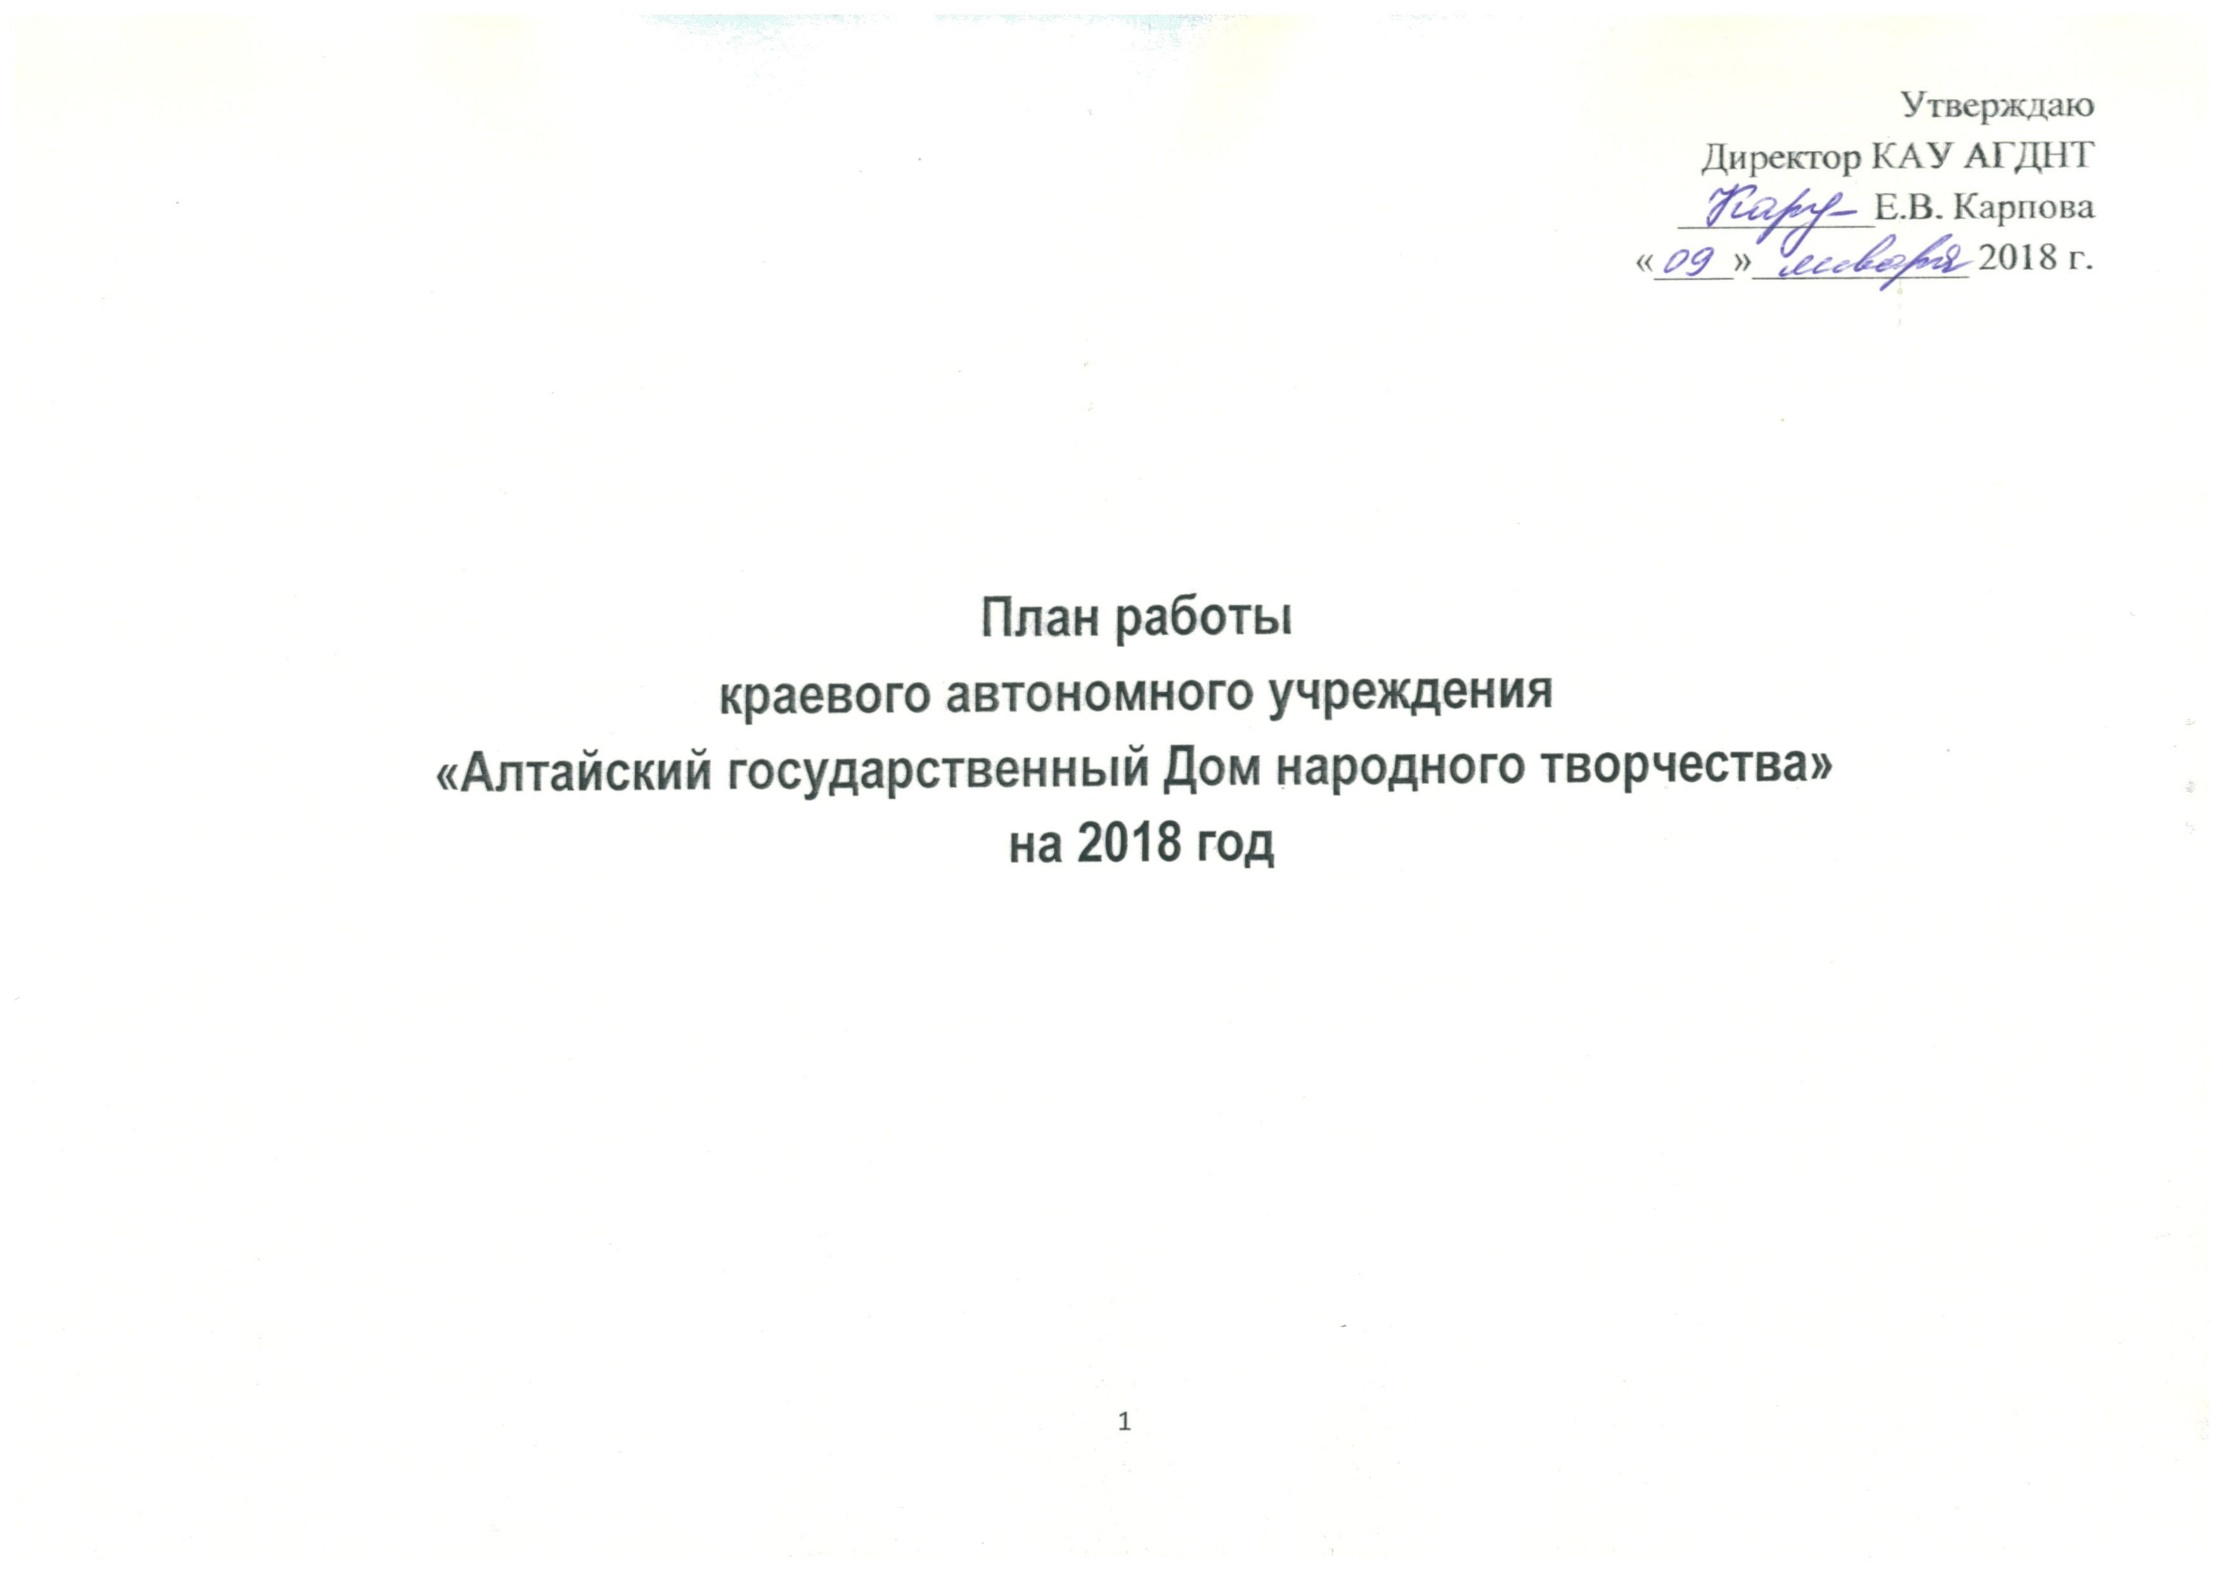 Утверждаю
Директор КАУ АГДНТ
Е.В. Карпова
«09» января 2018 г.
План работы
краевого автономного учреждения
«Алтайский государственный Дом народного творчества»
на 2018 год
1